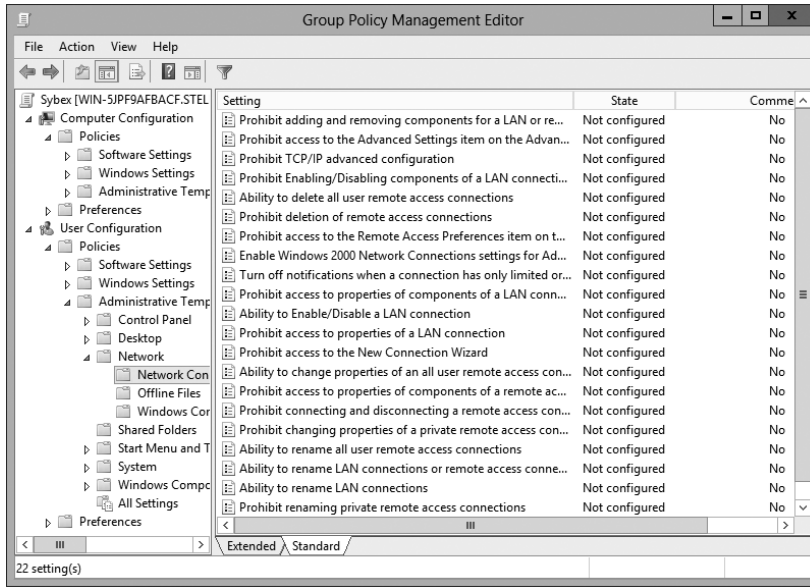 Group Policy Management Editor
File Action View Help
Sybex [WIN-5JPF9AFBACF.STEL
Computer Configuration
Policies
Software Settings
Windows Settings
Administrative Temp
Preferences
User Configuration
Policies
Software Settings
Windows Settings
Administrative Temp
Control Panel
Desktop
Network
Network Con
Offline Files
Windows Cor
Shared Folders
Start Menu and T
System
Windows Compc
All Settings
Preferences
Setting State Comme
Prohibit adding and removing components for a LAN or re... Not configured No
Prohibit access to the Advanced Settings item on the Advan... Not configured No
Prohibit TCP/IP advanced configuration Not configured No
Prohibit Enabling/Disabling components of a LAN connecti... Not configured No
Ability to delete all user remote access connections Not configured No
Prohibit deletion of remote access connections Not configured No
Prohibit access to the Remote Access Preferences item on t... Not configured No
Enable Windows 2000 Network Connections settings for Ad... Not configured No
Turn off notifications when a connection has only limited or... Not configured No
Prohibit access to properties of components of a LAN conn... Not configured No
Ability to Enable/Disable a LAN connection Not configured No
Prohibit access to properties of a LAN connection Not configured No
Prohibit access to the New Connection Wizard Not configured No
Ability to change properties of an all user remote access con... Not configured No
Prohibit access to properties of components of a remote ac... Not configured No
Prohibit connecting and disconnecting a remote access con... Not configured No
Prohibit changing properties of a private remote access con... Not configured No
Ability to rename all user remote access connections Not configured No
Ability to rename LAN connections or remote access conne... Not configured No
Ability to rename LAN connections Not configured No
Prohibit renaming private remote access connections Not configured No
Extended Standard
22 setting(s)